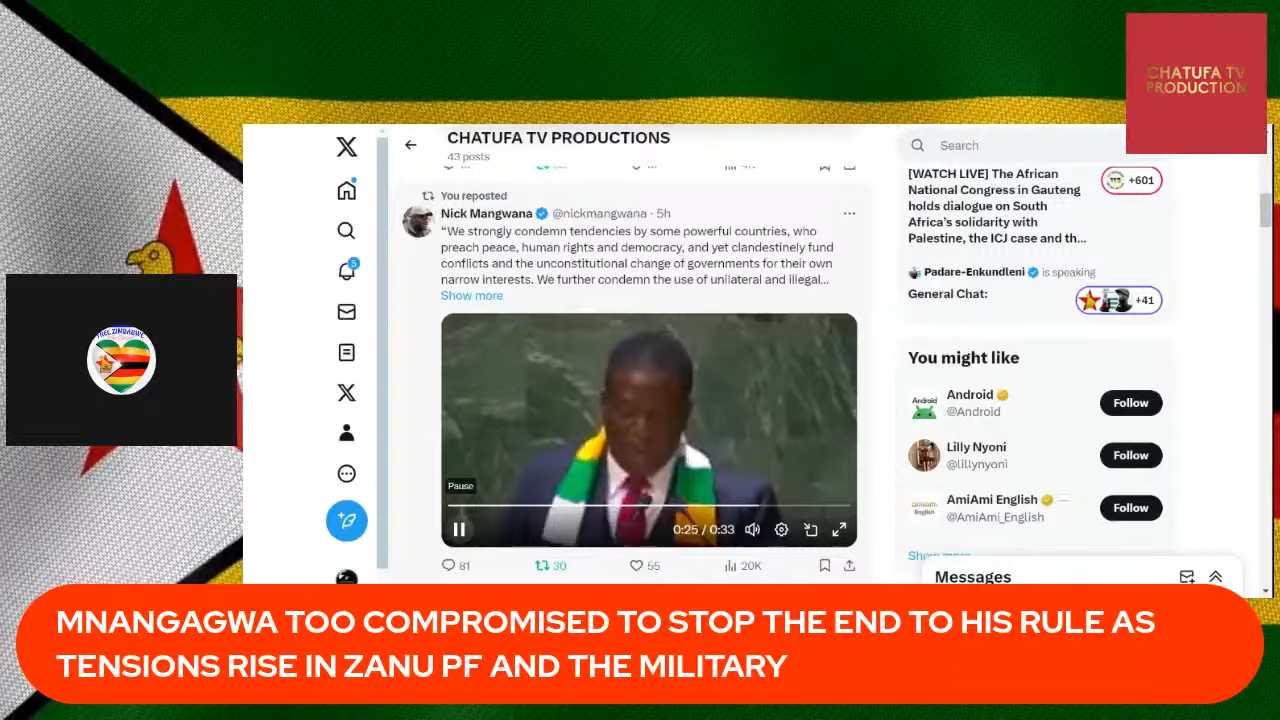 CHATUFA TV
PRODUCTION
CHATUFA TV PRODUCTIONS
43 posts
You reposted
Nick Mangwana @nickmangwana · 5h
“We strongly condemn tendencies by some powerful countries, who
preach peace, human rights and democracy, and yet clandestinely fund
conflicts and the unconstitutional change of governments for their own
narrow interests. We further condemn the use of unilateral and illegal...
Show more
Pause
0:25 / 0:33
81
30
55
20K
Search
[WATCH LIVE] The African
National Congress in Gauteng
holds dialogue on South
Africa's solidarity with
Palestine, the ICJ case and th...
+601
Padare-Enkundleni is speaking
General Chat:
+41
You might like
Android
@Android
Follow
Lilly Nyoni
@lillynyoni
Follow
AmiAmi English
@AmiAmi_English
Follow
Show more
Messages
5
FREE ZIMBABWE
MNANGAGWA TOO COMPROMISED TO STOP THE END TO HIS RULE AS
TENSIONS RISE IN ZANU PF AND THE MILITARY